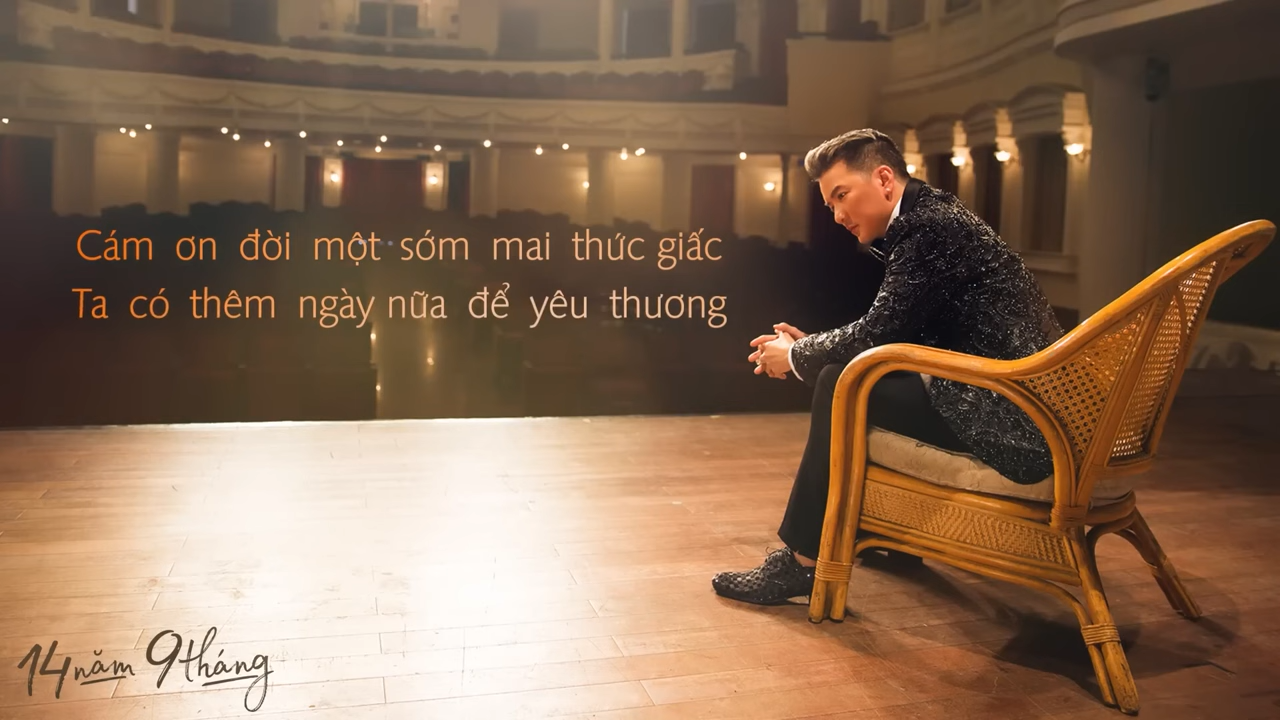 Cám ơn đời một sớm mai thức giấc
Ta có thêm ngày nữa để yêu thương
14 năm 9 tháng